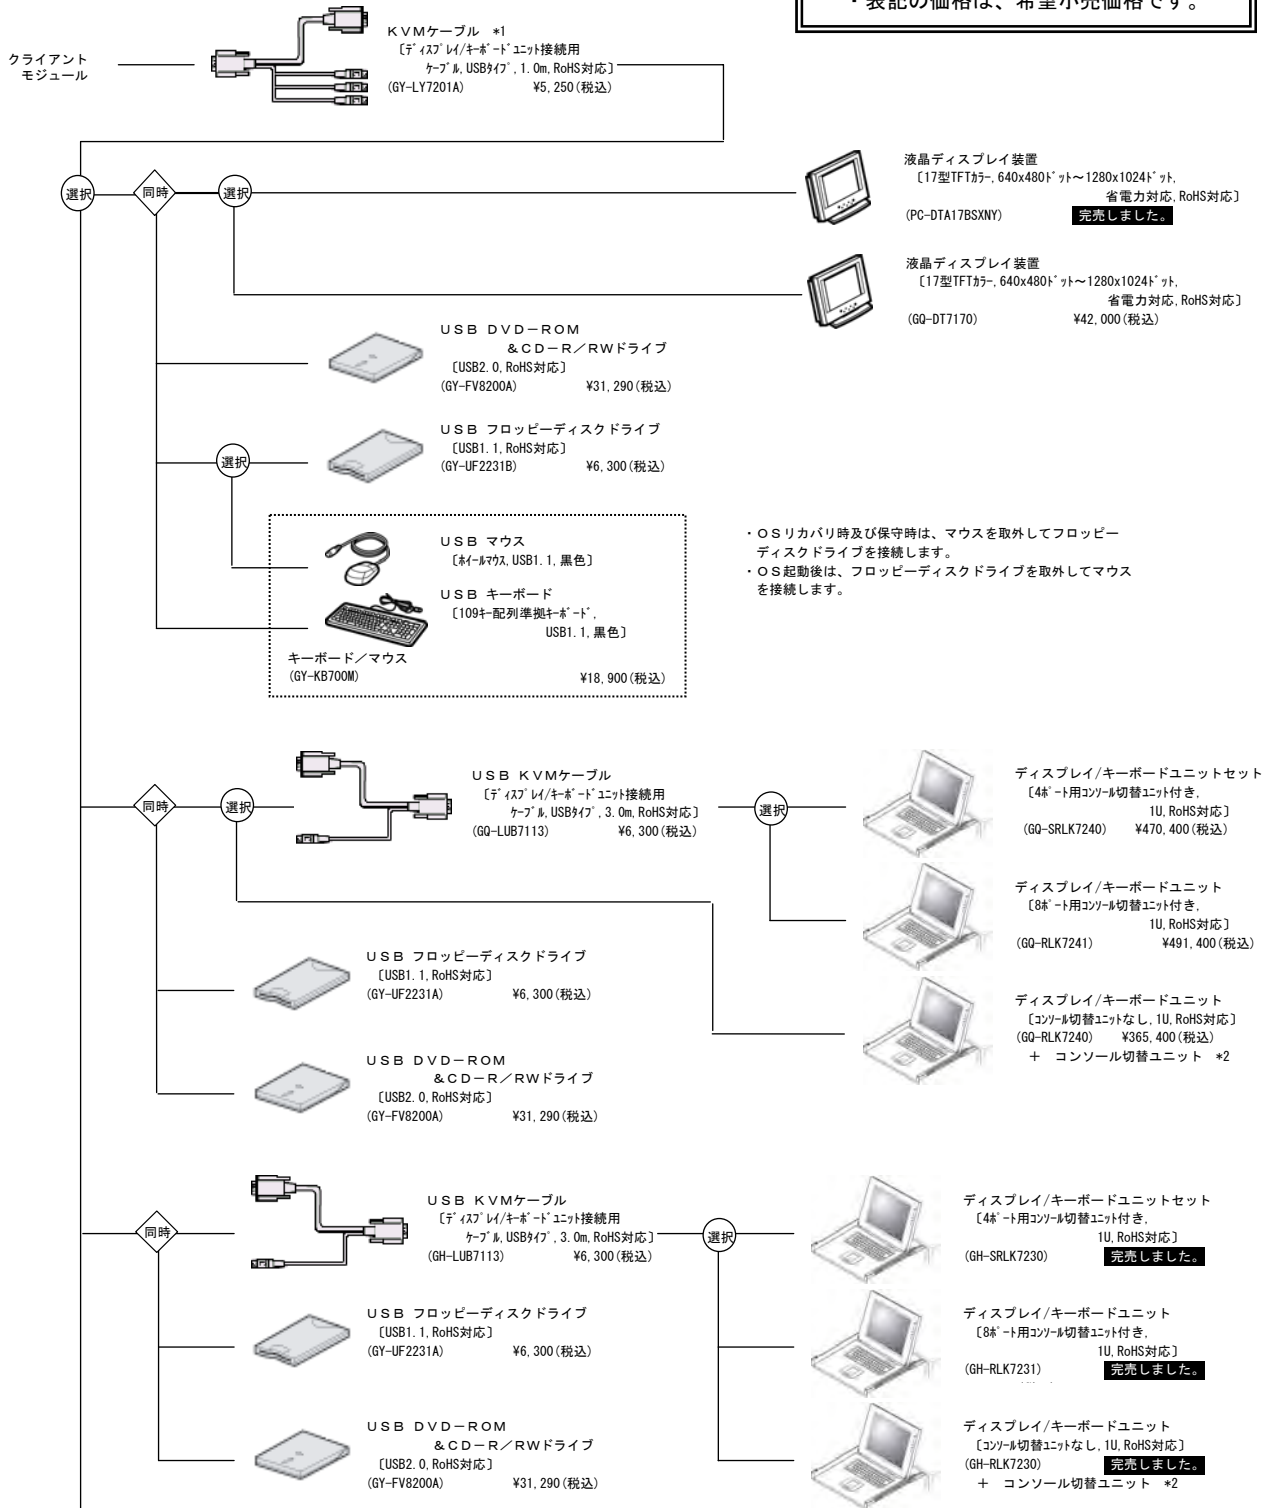 ・表記の価格は、希望小売価格です。
クライアント
モジュール
KVMケーブル *1
〔ﾃﾞｨｽﾌﾟﾚｲ/ｷｰﾎﾞｰﾄﾞﾕﾆｯﾄ接続用
ｹｰﾌﾞﾙ,USBﾀｲﾌﾟ,1.0m,RoHS対応〕
(GY-LY7201A) ¥5,250(税込)
選択
同時
選択
液晶ディスプレイ装置
〔17型TFTｶﾗｰ,640x480ﾄﾞｯﾄ～1280x1024ﾄﾞｯﾄ,
省電力対応,RoHS対応〕
(PC-DTA17BSXNY) 完売しました。
液晶ディスプレイ装置
〔17型TFTｶﾗｰ,640x480ﾄﾞｯﾄ～1280x1024ﾄﾞｯﾄ,
省電力対応,RoHS対応〕
(GQ-DT7170) ¥42,000(税込)
USB DVD-ROM
&CD-R/RWドライブ
〔USB2.0,RoHS対応〕
(GY-FV8200A) ¥31,290(税込)
USB フロッピーディスクドライブ
〔USB1.1,RoHS対応〕
(GY-UF2231B) ¥6,300(税込)
選択
USB マウス
〔ﾎｲｰﾙﾏｳｽ,USB1.1,黒色〕
USB キーボード
〔109ｷｰ配列準拠ｷｰﾎﾞｰﾄﾞ,
USB1.1,黒色〕
キーボード/マウス
(GY-KB700M) ¥18,900(税込)
・OSリカバリ時及び保守時は、マウスを取外してフロッピー
ディスクドライブを接続します。
・OS起動後は、フロッピーディスクドライブを取外してマウス
を接続します。
同時
選択
USB KVMケーブル
〔ﾃﾞｨｽﾌﾟﾚｲ/ｷｰﾎﾞｰﾄﾞﾕﾆｯﾄ接続用
ｹｰﾌﾞﾙ,USBﾀｲﾌﾟ,3.0m,RoHS対応〕
(GQ-LUB7113) ¥6,300(税込)
選択
ディスプレイ/キーボードユニットセット
〔4ﾎﾟｰﾄ用ｺﾝｿｰﾙ切替ﾕﾆｯﾄ付き,
1U,RoHS対応〕
(GQ-SRLK7240) ¥470,400(税込)
ディスプレイ/キーボードユニット
〔8ﾎﾟｰﾄ用ｺﾝｿｰﾙ切替ﾕﾆｯﾄ付き,
1U,RoHS対応〕
(GQ-RLK7241) ¥491,400(税込)
ディスプレイ/キーボードユニット
〔ｺﾝｿｰﾙ切替ﾕﾆｯﾄなし,1U,RoHS対応〕
(GQ-RLK7240) ¥365,400(税込)
+ コンソール切替ユニット *2
USB フロッピーディスクドライブ
〔USB1.1,RoHS対応〕
(GY-UF2231A) ¥6,300(税込)
USB DVD-ROM
&CD-R/RWドライブ
〔USB2.0,RoHS対応〕
(GY-FV8200A) ¥31,290(税込)
同時
USB KVMケーブル
〔ﾃﾞｨｽﾌﾟﾚｲ/ｷｰﾎﾞｰﾄﾞﾕﾆｯﾄ接続用
ｹｰﾌﾞﾙ,USBﾀｲﾌﾟ,3.0m,RoHS対応〕
(GH-LUB7113) ¥6,300(税込)
選択
ディスプレイ/キーボードユニットセット
〔4ﾎﾟｰﾄ用ｺﾝｿｰﾙ切替ﾕﾆｯﾄ付き,
1U,RoHS対応〕
(GH-SRLK7230) 完売しました。
ディスプレイ/キーボードユニット
〔8ﾎﾟｰﾄ用ｺﾝｿｰﾙ切替ﾕﾆｯﾄ付き,
1U,RoHS対応〕
(GH-RLK7231) 完売しました。
ディスプレイ/キーボードユニット
〔ｺﾝｿｰﾙ切替ﾕﾆｯﾄなし,1U,RoHS対応〕
(GH-RLK7230) 完売しました。
+ コンソール切替ユニット *2
USB フロッピーディスクドライブ
〔USB1.1,RoHS対応〕
(GY-UF2231A) ¥6,300(税込)
USB DVD-ROM
&CD-R/RWドライブ
〔USB2.0,RoHS対応〕
(GY-FV8200A) ¥31,290(税込)